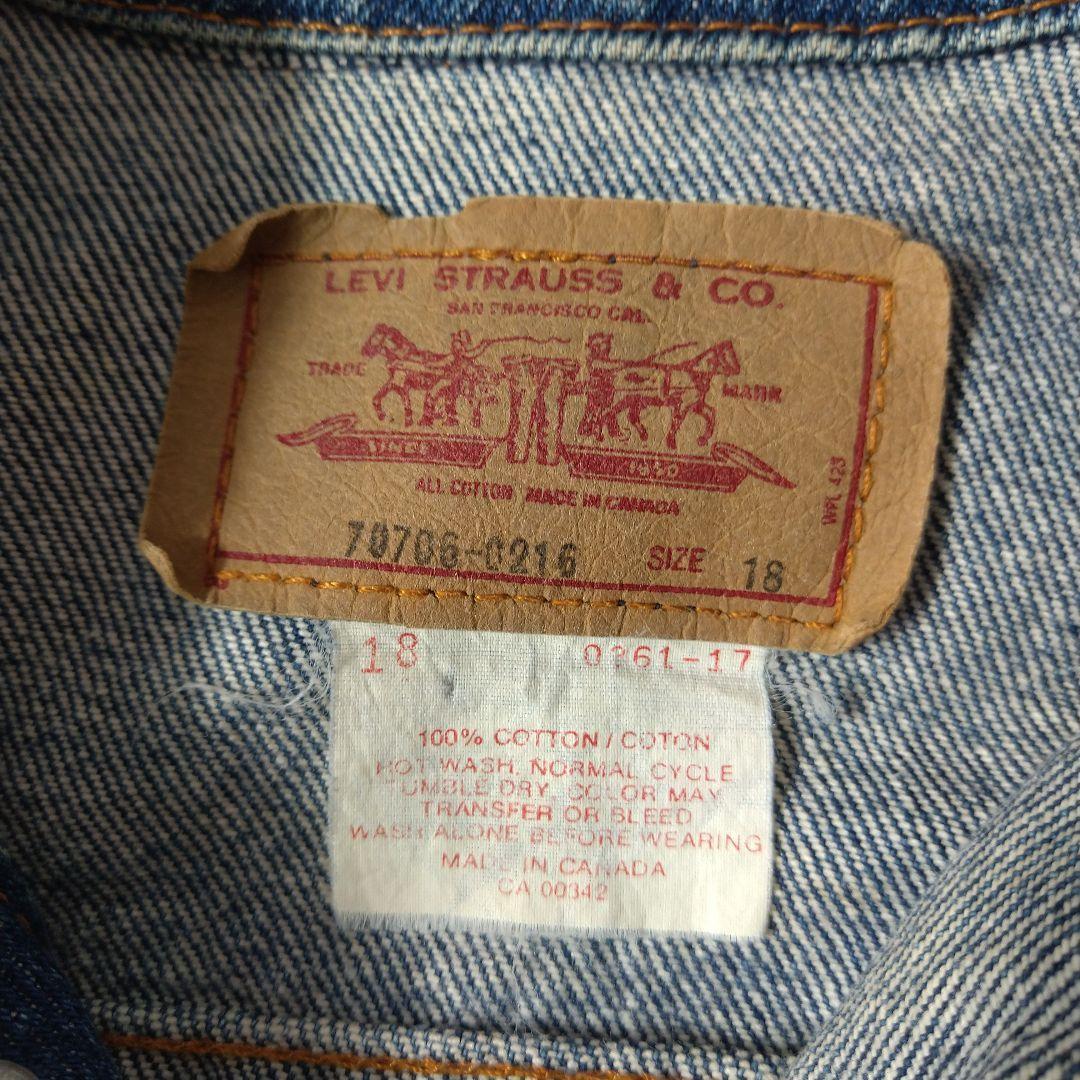 LEVI STRAUSS & CO.
SAN FRANCISCO CAL.
TRADE MARK
ALL COTTON MADE IN CANADA
WPL 423
70706-0216 SIZE 18
18 0261-17
100% COTTON / COTON
HOT WASH, NORMAL CYCLE
TUMBLE DRY, COLOR MAY
TRANSFER OR BLEED
WASH ALONE BEFORE WEARING
MADE IN CANADA
CA 00342